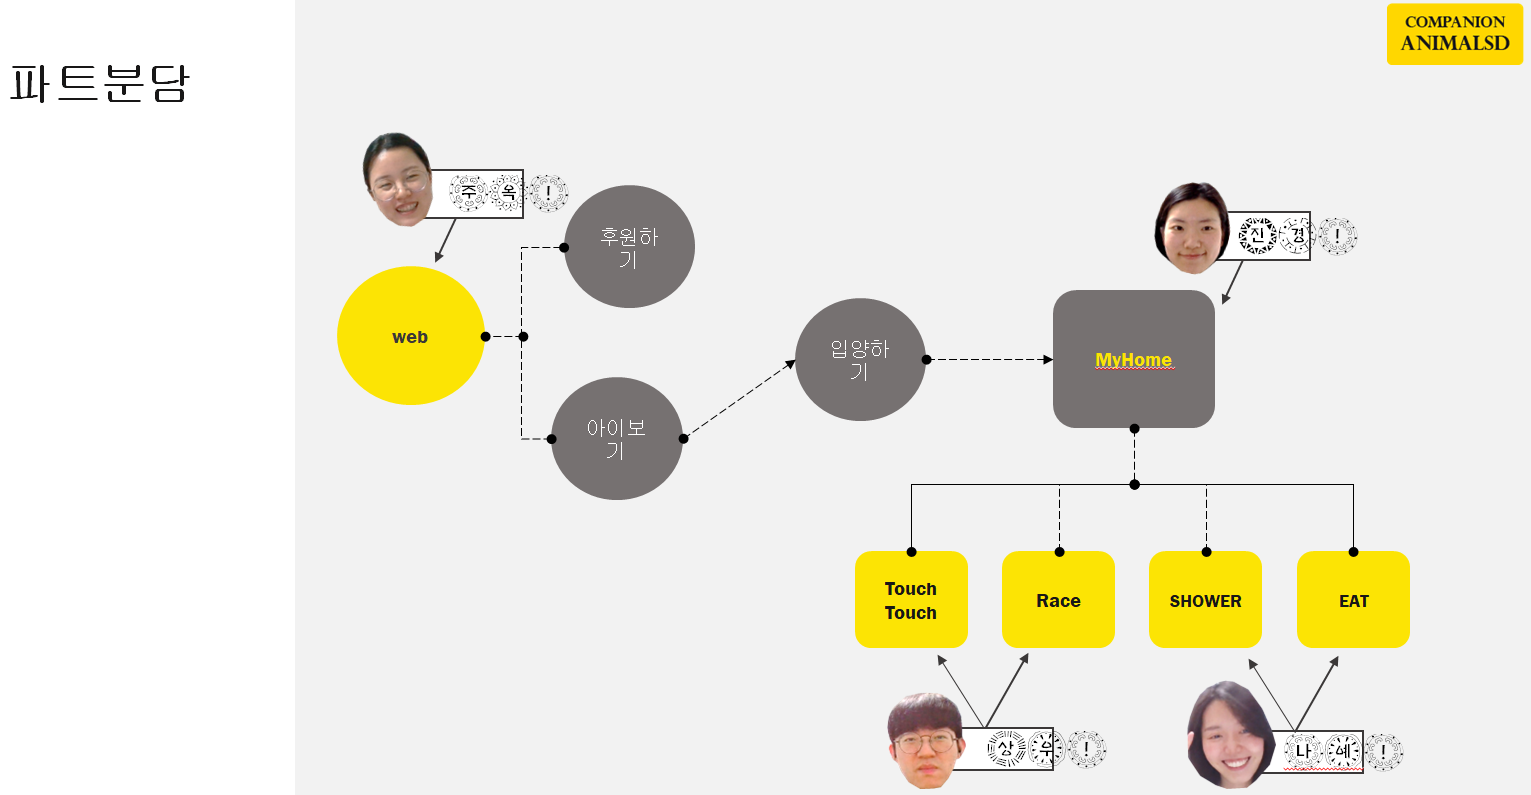 파트분담
COMPANION
ANIMALSD
주옥!
후원하
기
web
아이보
기
입양하
기
진경!
MyHome
Touch
Touch
Race
SHOWER
EAT
상우!
나예!